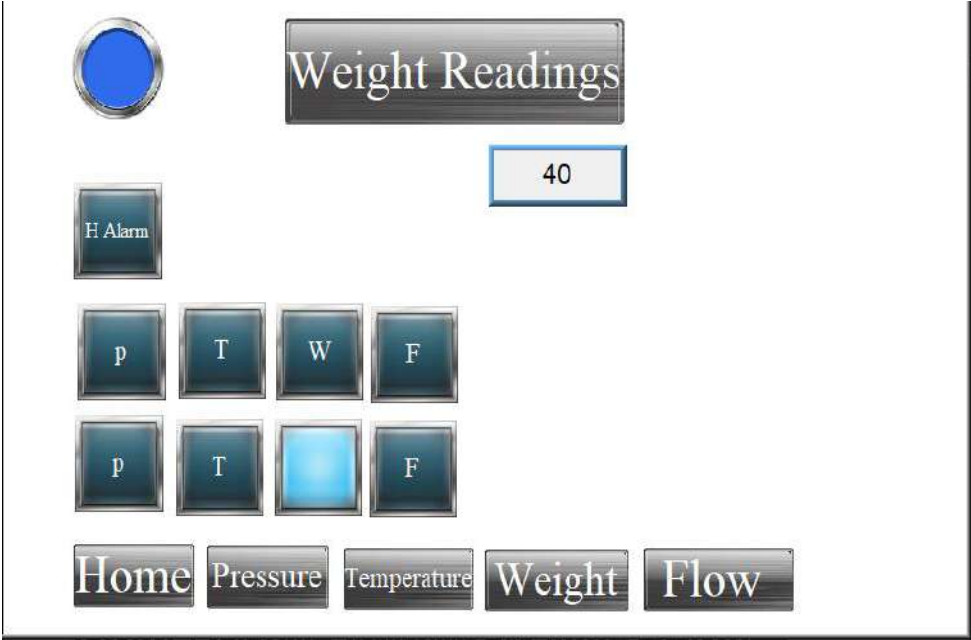 Weight Readings
40
H Alarm
p T W F
p T F
Home Pressure Temperature Weight Flow